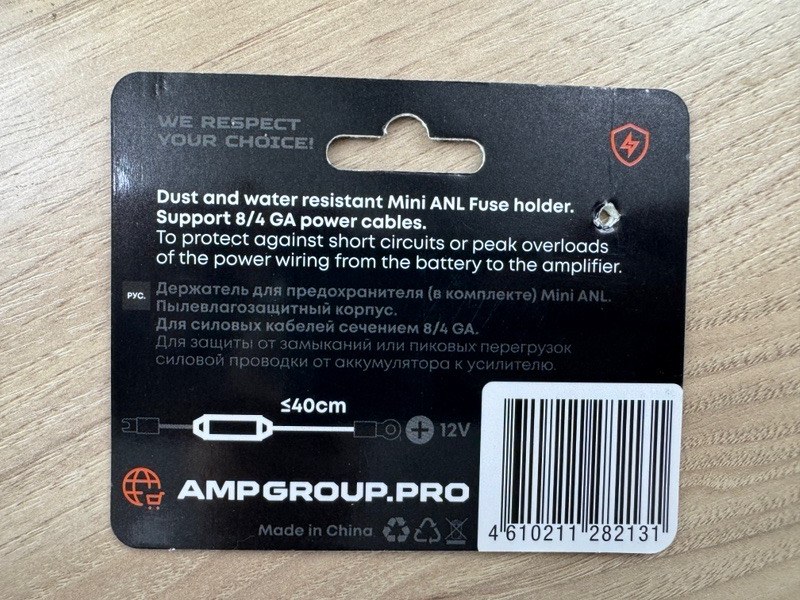 WE RESPECT
YOUR CHOICE!
Dust and water resistant Mini ANL Fuse holder.
Support 8/4 GA power cables.
To protect against short circuits or peak overloads
of the power wiring from the battery to the amplifier.
РУС.
Держатель для предохранителя (в комплекте) Mini ANL.
Пылевлагозащитный корпус.
Для силовых кабелей сечением 8/4 GA.
Для защиты от замыканий или пиковых перегрузок
силовой проводки от аккумулятора к усилителю.
≤40cm
12V
AMPGROUP.PRO
Made in China
4 610211 282131